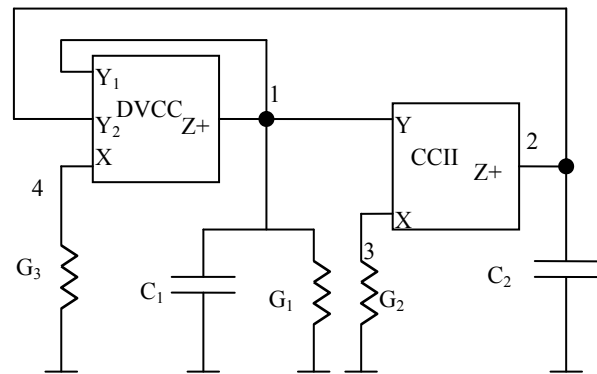 Y₁
DVCC
1
Y₂
Z+
Y
2
X
CCII
Z+
4
X
3
G₃
C₁
G₁
G₂
C₂